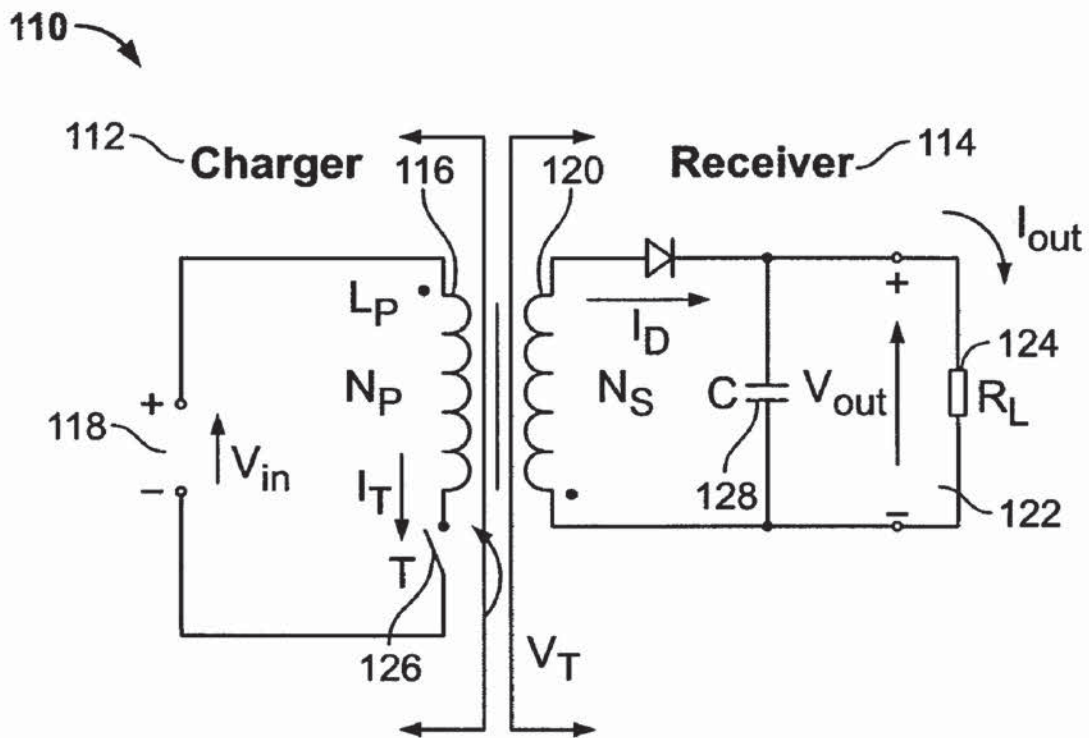 110
112 Charger
116
120
Receiver 114
Iout
LP
NP
IT
T
126
+
118
−
Vin
ID
NS
C
128
+
Vout
−
124
RL
122
VT